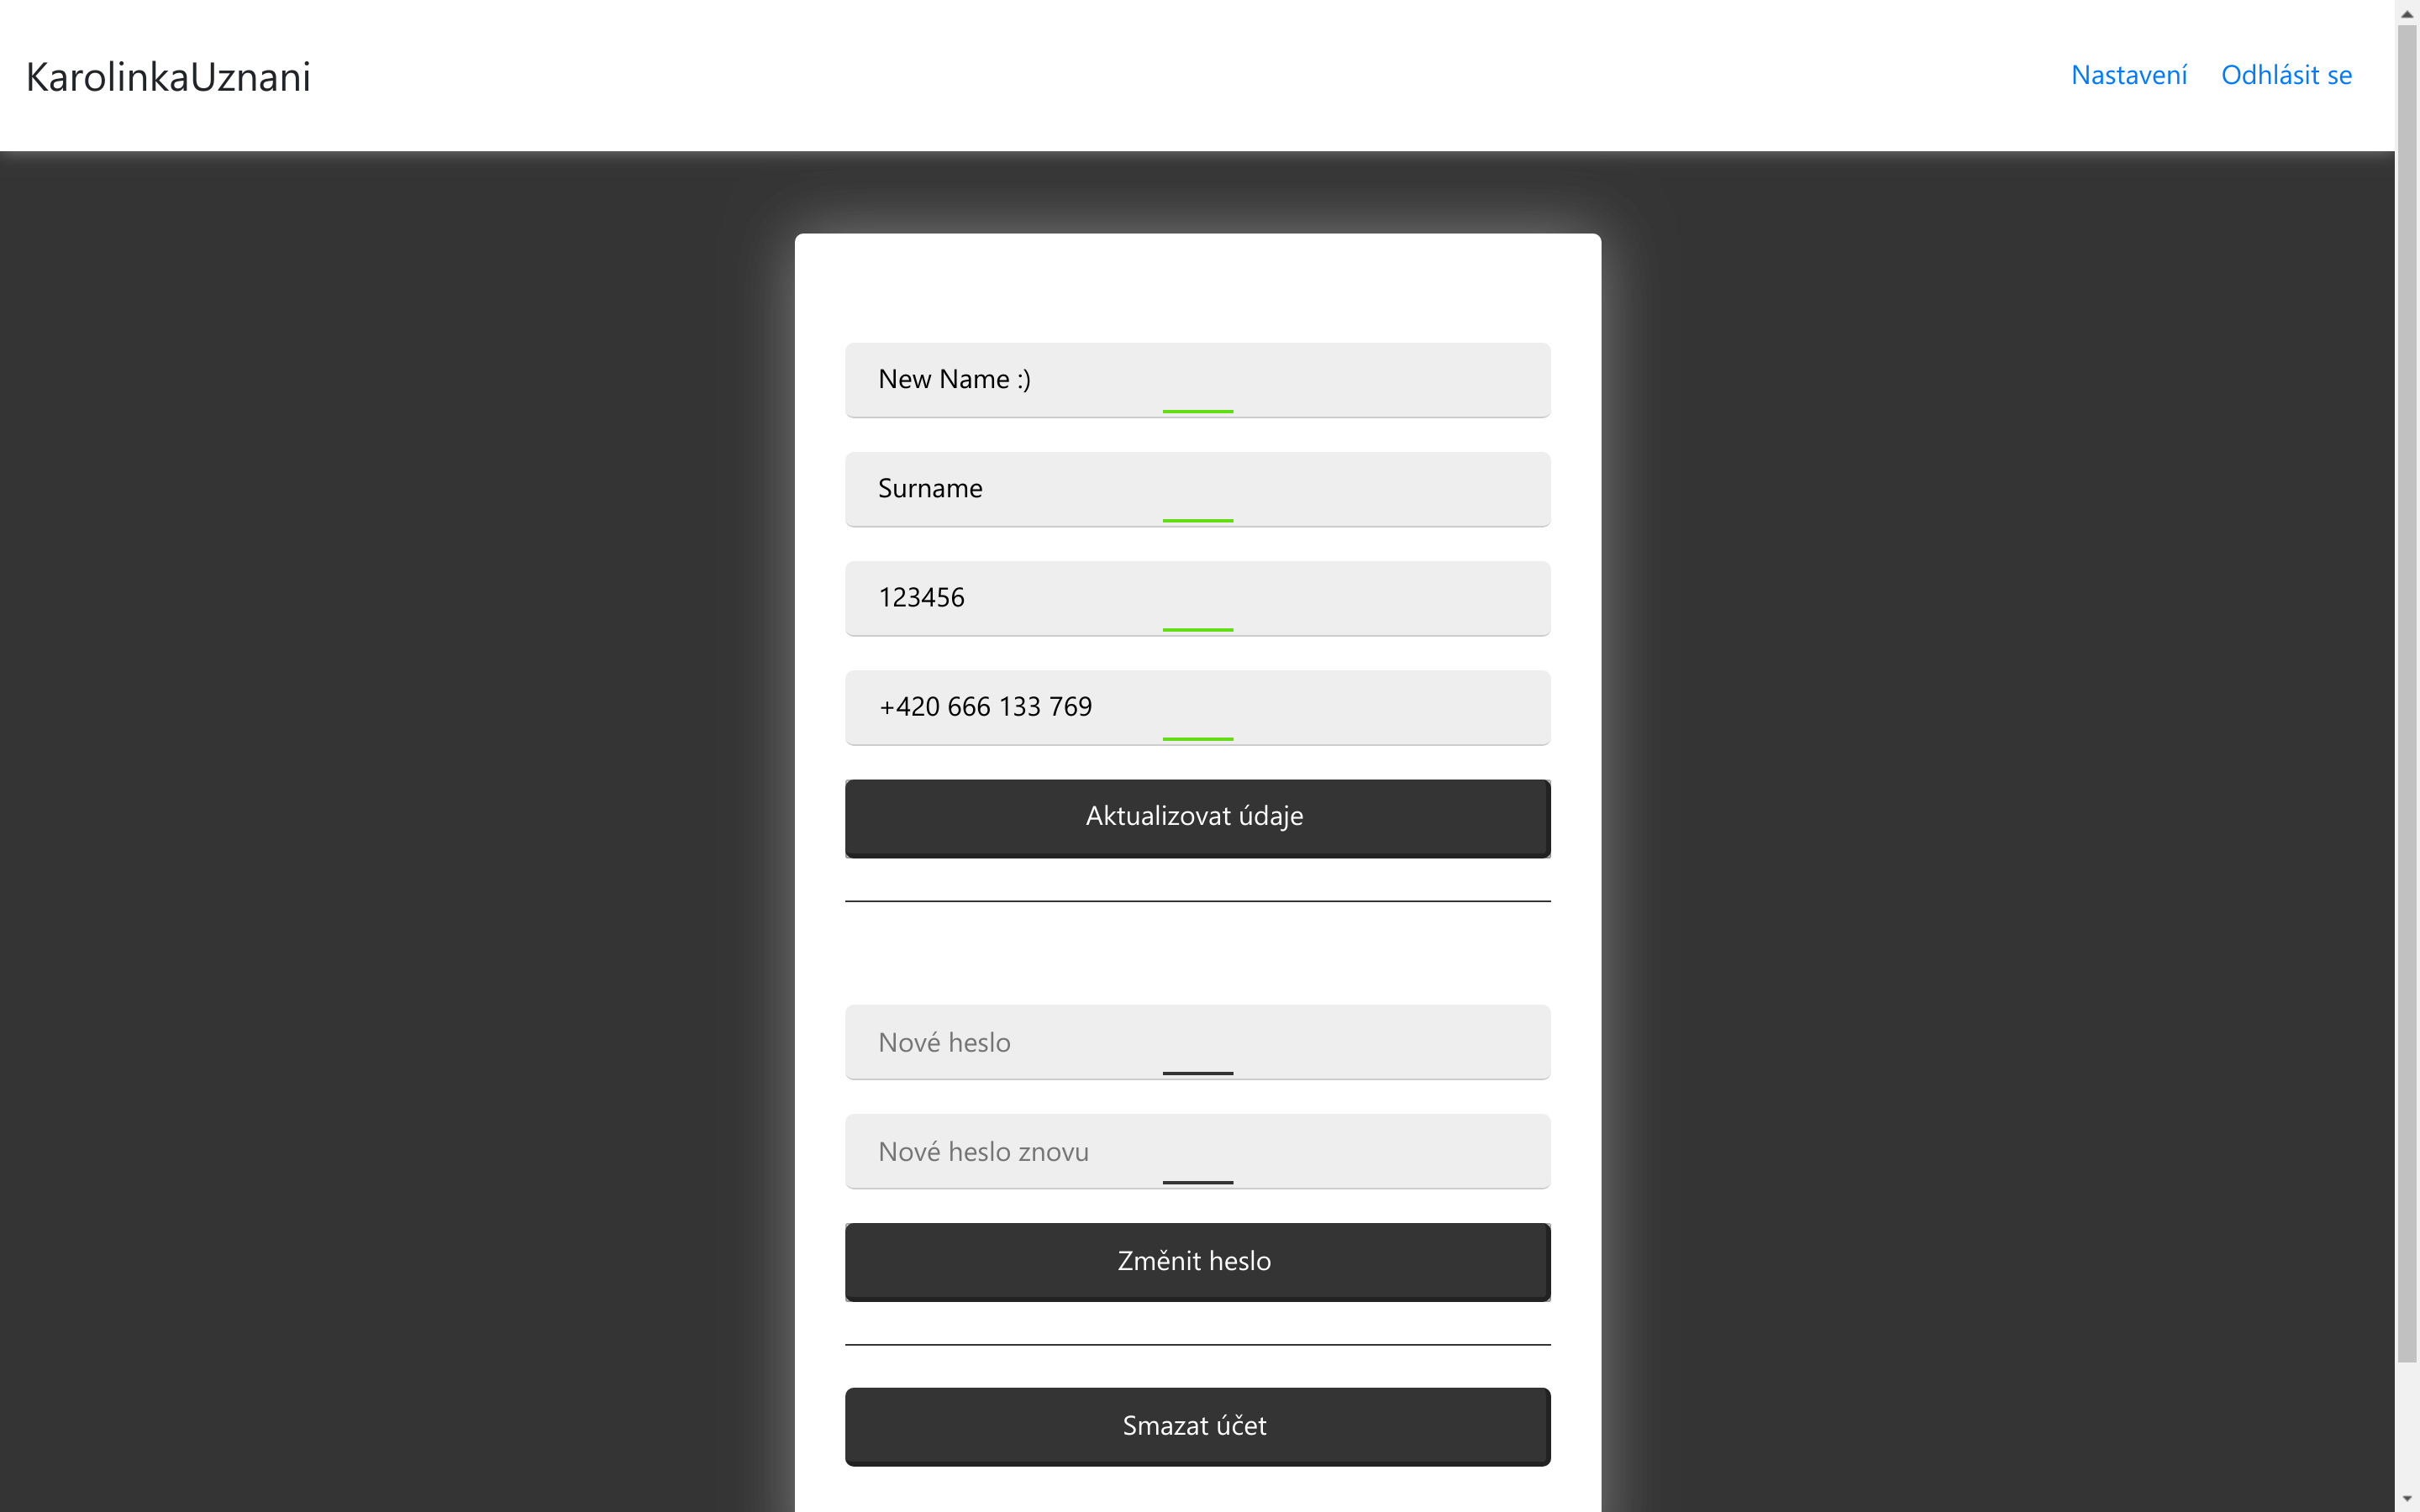 KarolinkaUznani
Nastavení Odhlásit se
New Name :)
Surname
123456
+420 666 133 769
Aktualizovat údaje
Nové heslo
Nové heslo znovu
Změnit heslo
Smazat účet